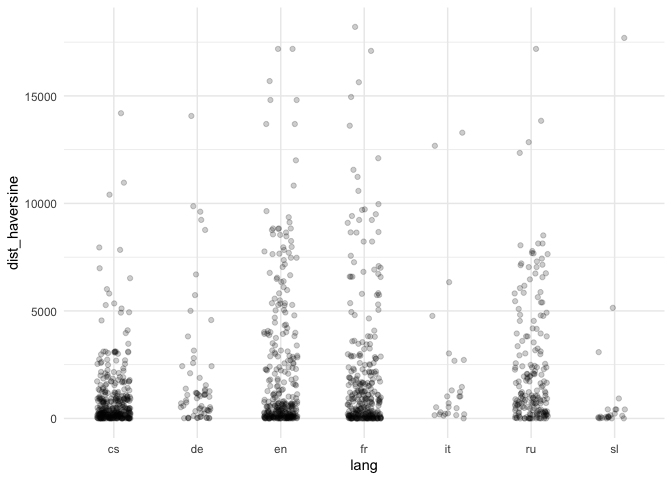 dist_haversine
15000
10000
5000
0
cs de en fr it ru sl
lang